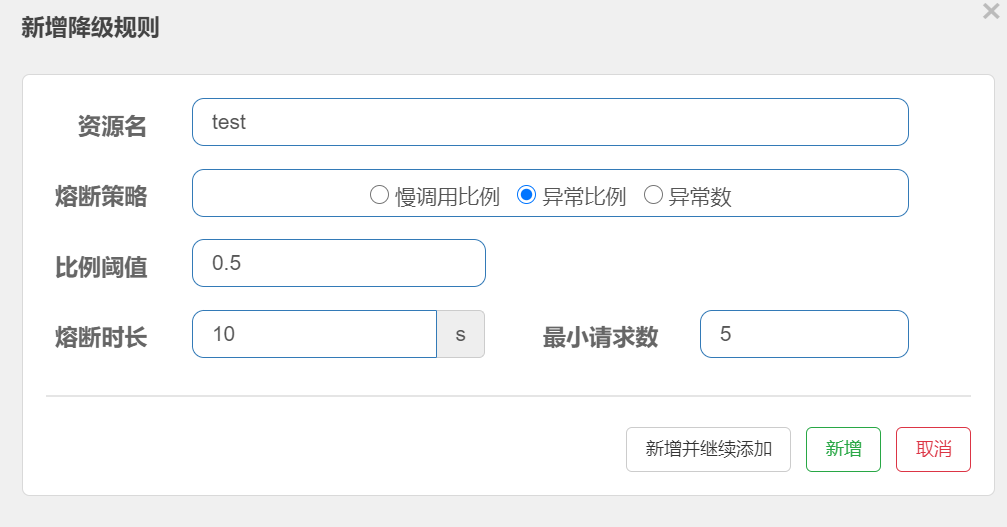 新增降级规则
资源名 test
熔断策略 慢调用比例 异常比例 异常数
比例阈值 0.5
熔断时长 10 s 最小请求数 5
新增并继续添加 新增 取消